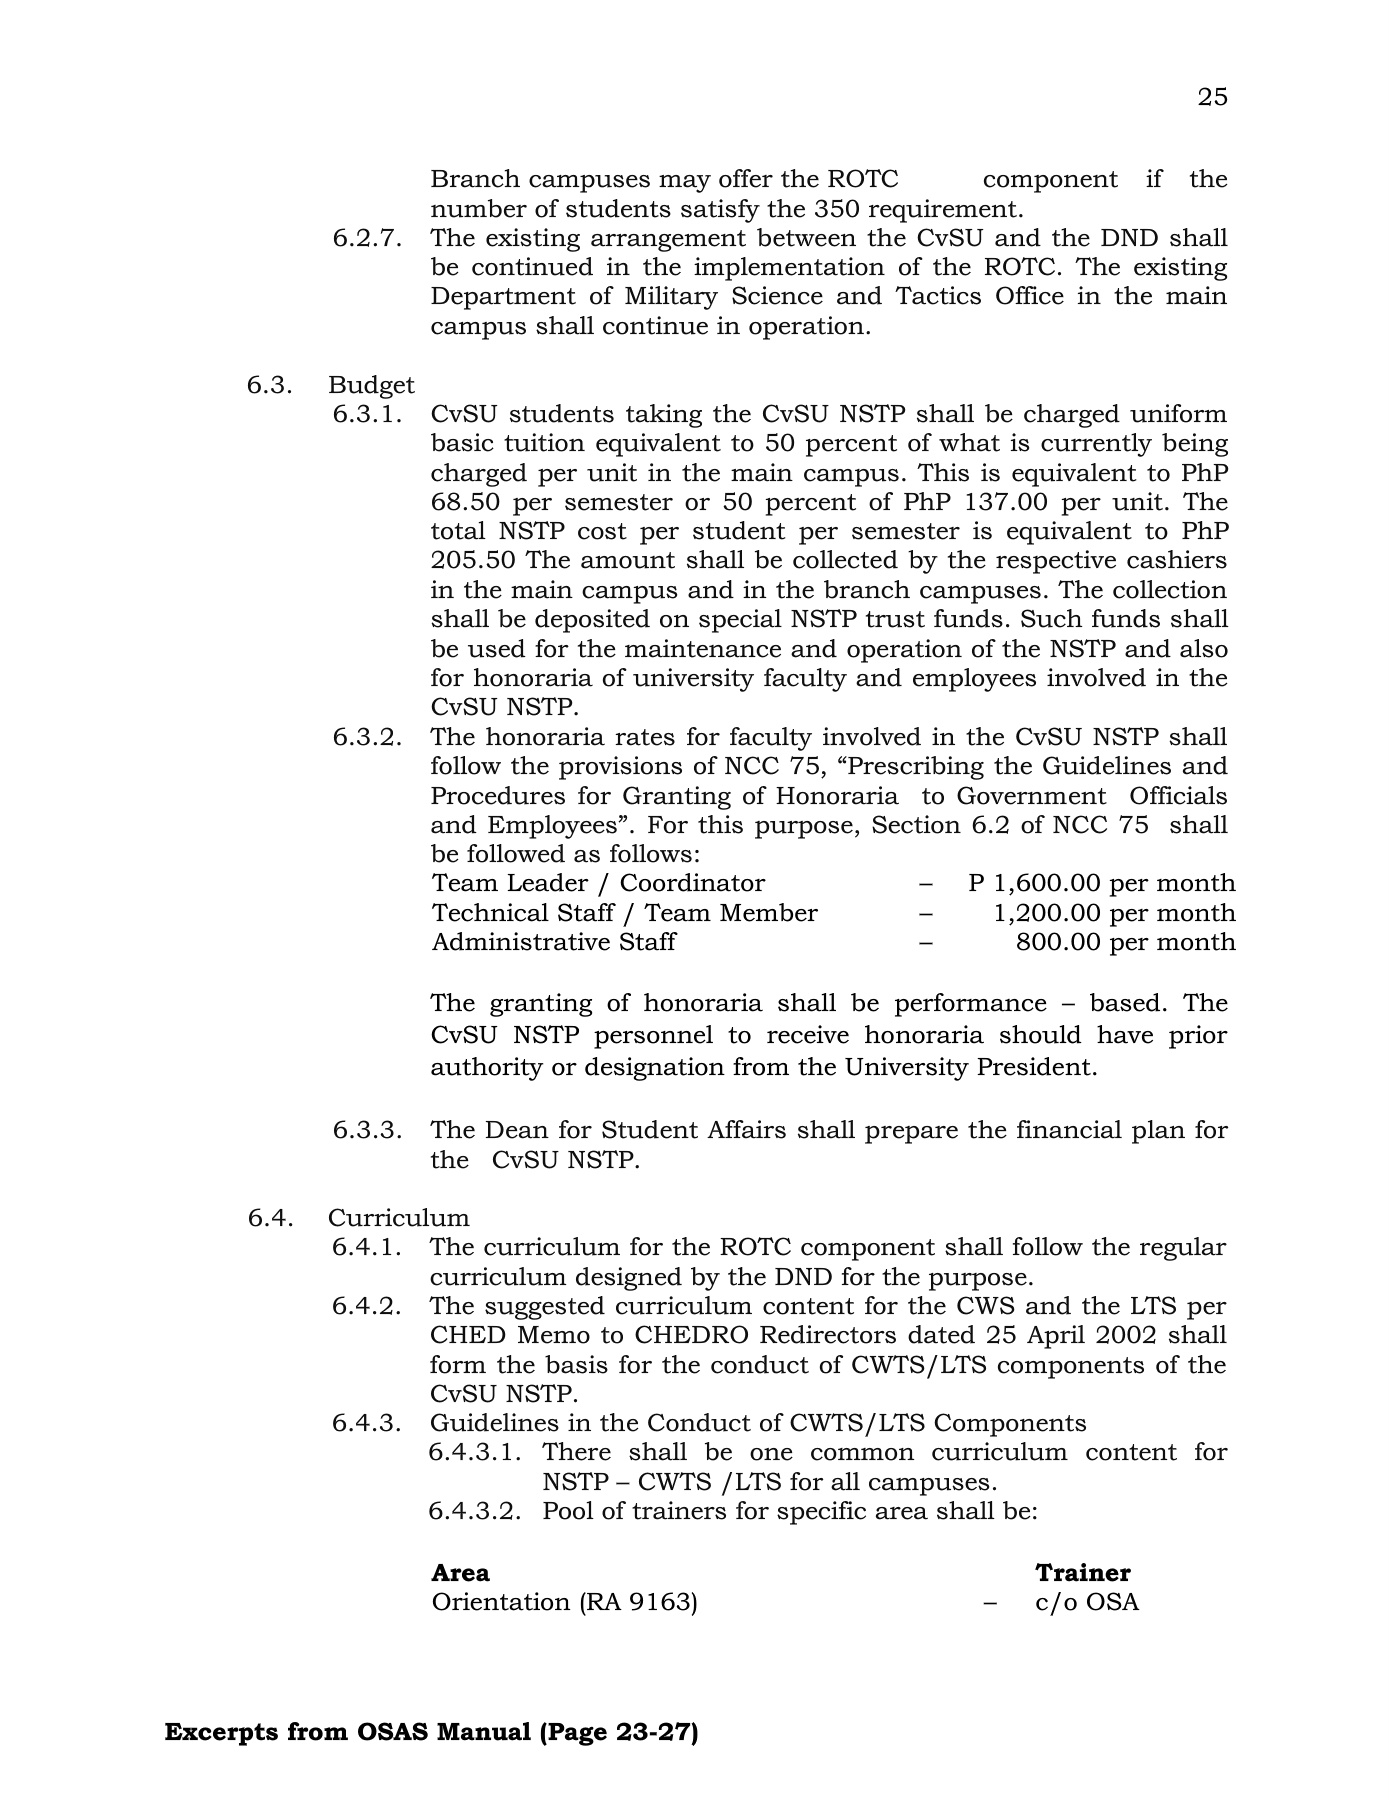 25
Branch campuses may offer the ROTC component if the
number of students satisfy the 350 requirement.
6.2.7. The existing arrangement between the CvSU and the DND shall
be continued in the implementation of the ROTC. The existing
Department of Military Science and Tactics Office in the main
campus shall continue in operation.
6.3. Budget
6.3.1. CvSU students taking the CvSU NSTP shall be charged uniform
basic tuition equivalent to 50 percent of what is currently being
charged per unit in the main campus. This is equivalent to PhP
68.50 per semester or 50 percent of PhP 137.00 per unit. The
total NSTP cost per student per semester is equivalent to PhP
205.50 The amount shall be collected by the respective cashiers
in the main campus and in the branch campuses. The collection
shall be deposited on special NSTP trust funds. Such funds shall
be used for the maintenance and operation of the NSTP and also
for honoraria of university faculty and employees involved in the
CvSU NSTP.
6.3.2. The honoraria rates for faculty involved in the CvSU NSTP shall
follow the provisions of NCC 75, “Prescribing the Guidelines and
Procedures for Granting of Honoraria to Government Officials
and Employees”. For this purpose, Section 6.2 of NCC 75 shall
be followed as follows:
Team Leader / Coordinator – P 1,600.00 per month
Technical Staff / Team Member – 1,200.00 per month
Administrative Staff – 800.00 per month
The granting of honoraria shall be performance – based. The
CvSU NSTP personnel to receive honoraria should have prior
authority or designation from the University President.
6.3.3. The Dean for Student Affairs shall prepare the financial plan for
the CvSU NSTP.
6.4. Curriculum
6.4.1. The curriculum for the ROTC component shall follow the regular
curriculum designed by the DND for the purpose.
6.4.2. The suggested curriculum content for the CWS and the LTS per
CHED Memo to CHEDRO Redirectors dated 25 April 2002 shall
form the basis for the conduct of CWTS/LTS components of the
CvSU NSTP.
6.4.3. Guidelines in the Conduct of CWTS/LTS Components
6.4.3.1. There shall be one common curriculum content for
NSTP – CWTS /LTS for all campuses.
6.4.3.2. Pool of trainers for specific area shall be:
Area Trainer
Orientation (RA 9163) – c/o OSA
Excerpts from OSAS Manual (Page 23-27)